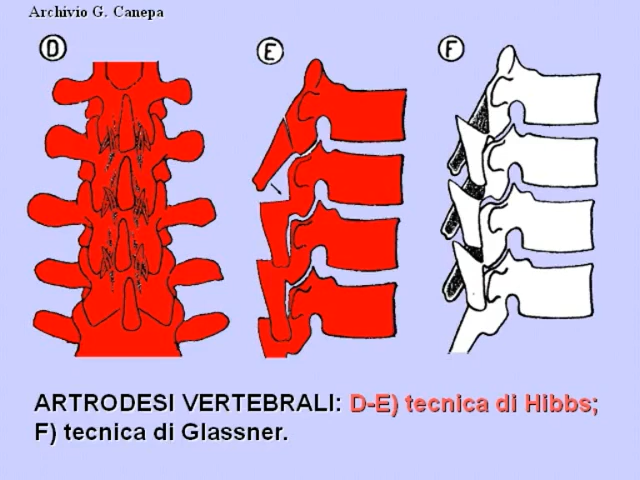 Archivio G. Canepa
D E F
ARTRODESI VERTEBRALI: D-E) tecnica di Hibbs;
F) tecnica di Glassner.